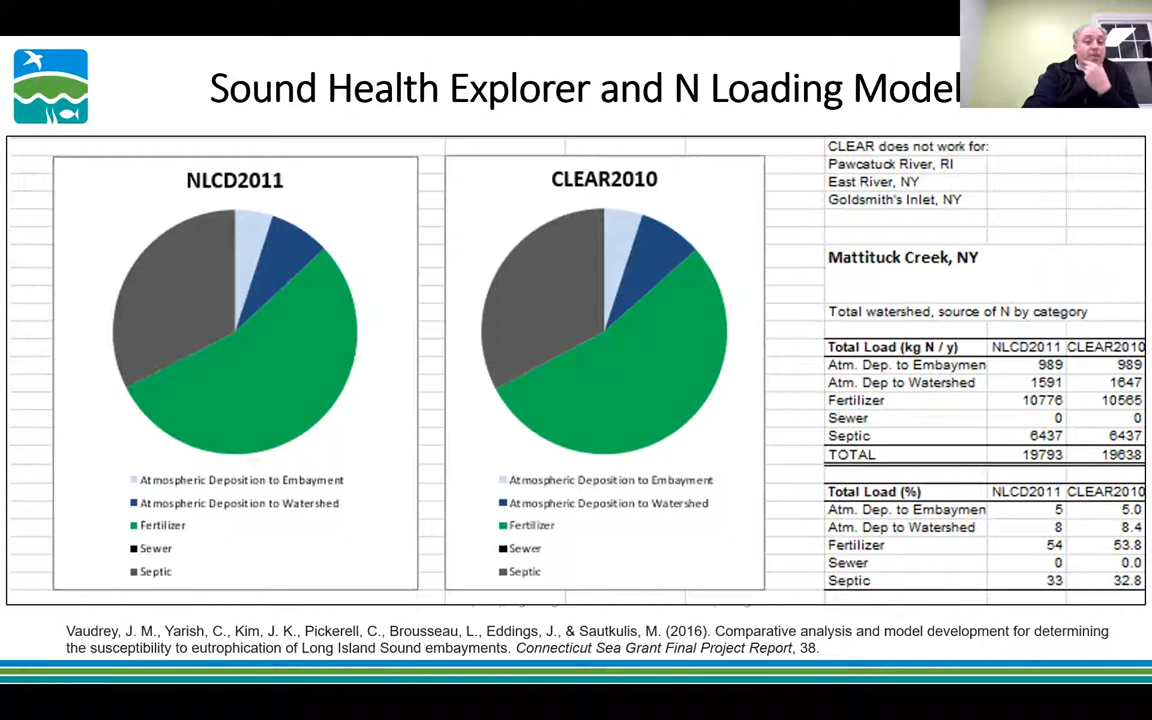 Sound Health Explorer and N Loading Model
NLCD2011
Atmospheric Deposition to Embayment
Atmospheric Deposition to Watershed
Fertilizer
Sewer
Septic
CLEAR2010
Atmospheric Deposition to Embayment
Atmospheric Deposition to Watershed
Fertilizer
Sewer
Septic
CLEAR does not work for:
Pawcatuck River, RI
East River, NY
Goldsmith's Inlet, NY
Mattituck Creek, NY
Total watershed, source of N by category
Total Load (kg N / y) NLCD2011 CLEAR2010
Atm. Dep. to Embaymen 989 989
Atm. Dep to Watershed 1591 1647
Fertilizer 10776 10565
Sewer 0 0
Septic 6437 6437
TOTAL 19793 19638
Total Load (%) NLCD2011 CLEAR2010
Atm. Dep. to Embaymen 5 5.0
Atm. Dep to Watershed 8 8.4
Fertilizer 54 53.8
Sewer 0 0.0
Septic 33 32.8
Vaudrey, J. M., Yarish, C., Kim, J. K., Pickerell, C., Brousseau, L., Eddings, J., & Sautkulis, M. (2016). Comparative analysis and model development for determining
the susceptibility to eutrophication of Long Island Sound embayments. Connecticut Sea Grant Final Project Report, 38.